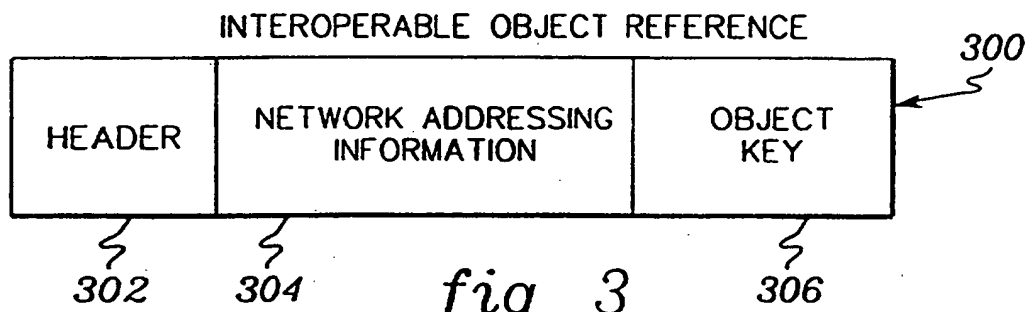 INTEROPERABLE OBJECT REFERENCE
300
HEADER
NETWORK ADDRESSING
INFORMATION
OBJECT
KEY
302
304
306
fig 3